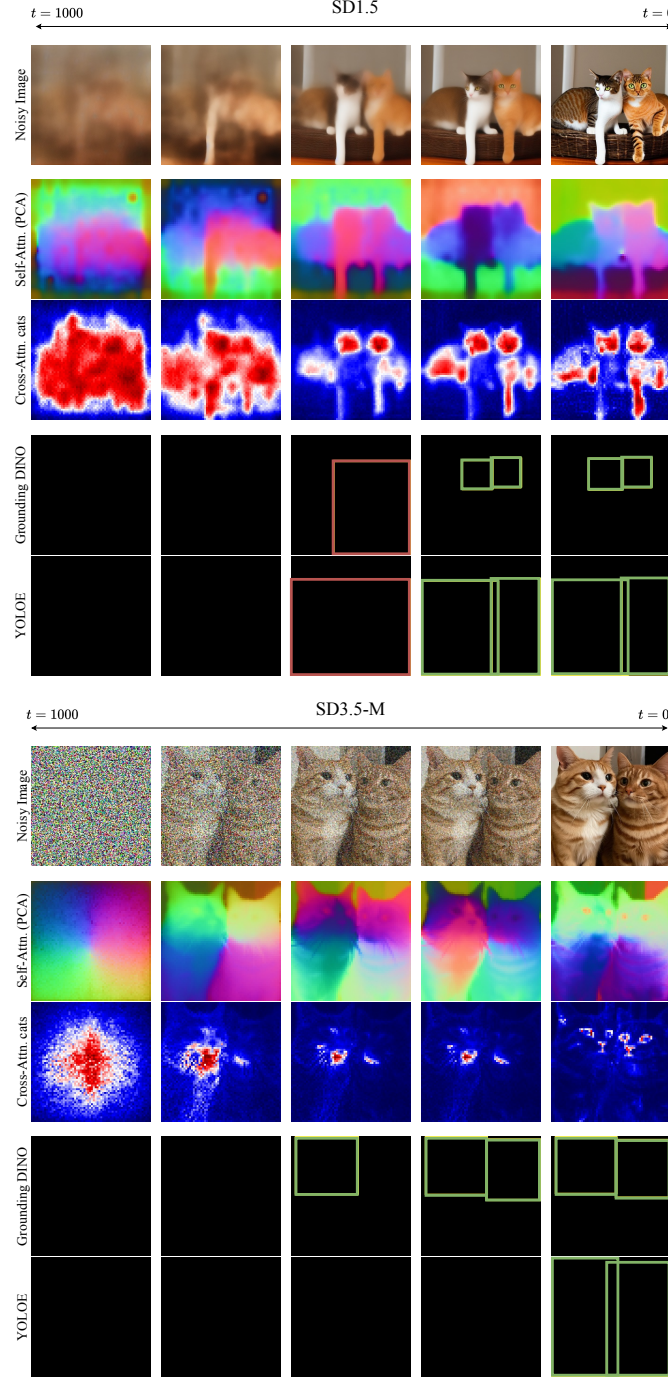 SD1.5
t = 1000
t = 0
Noisy Image
Self-Attn. (PCA)
Cross-Attn. cats
Grounding DINO
YOLOE
SD3.5-M
t = 1000
t = 0
Noisy Image
Self-Attn. (PCA)
Cross-Attn. cats
Grounding DINO
YOLOE